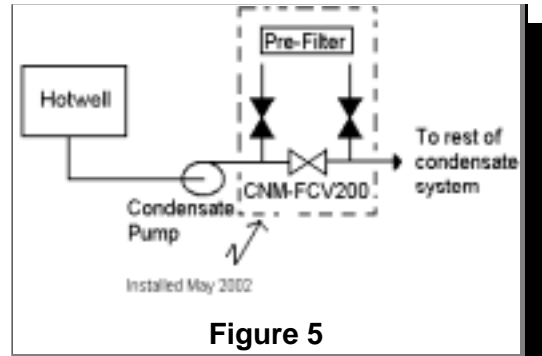 Pre-Filter
Hotwell
To rest of
condensate
system
CNM-FCV200
Condensate
Pump
Installed May 2002
Figure 5